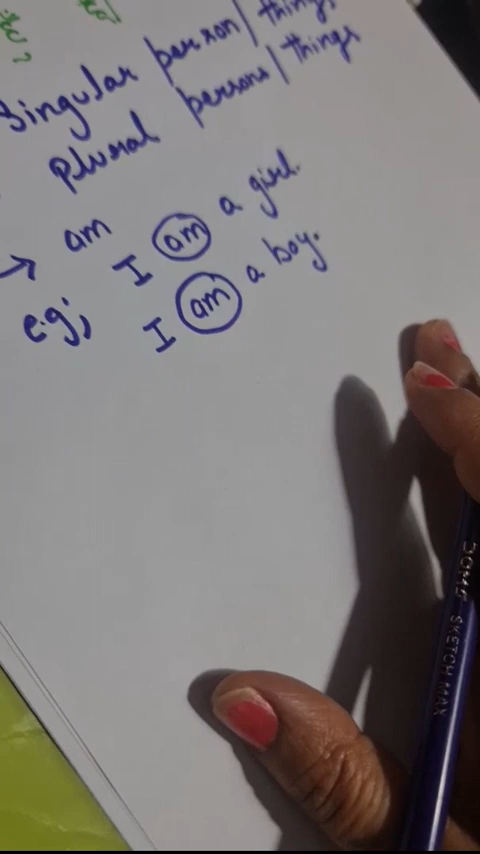 Singular person/things
Plural persons/things
→ am
e.g; I am a girl.
I am a boy.
DOMS SKETCH MAX